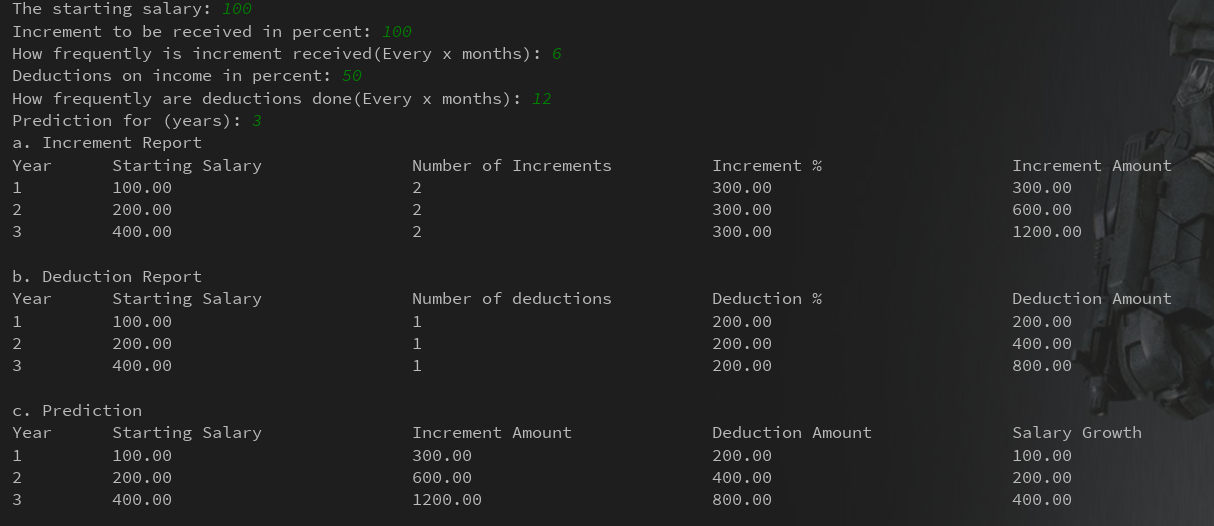 The starting salary: 100
Increment to be received in percent: 100
How frequently is increment received(Every x months): 6
Deductions on income in percent: 50
How frequently are deductions done(Every x months): 12
Prediction for (years): 3
a. Increment Report
Year Starting Salary Number of Increments Increment % Increment Amount
1 100.00 2 300.00 300.00
2 200.00 2 300.00 600.00
3 400.00 2 300.00 1200.00
b. Deduction Report
Year Starting Salary Number of deductions Deduction % Deduction Amount
1 100.00 1 200.00 200.00
2 200.00 1 200.00 400.00
3 400.00 1 200.00 800.00
c. Prediction
Year Starting Salary Increment Amount Deduction Amount Salary Growth
1 100.00 300.00 200.00 100.00
2 200.00 600.00 400.00 200.00
3 400.00 1200.00 800.00 400.00